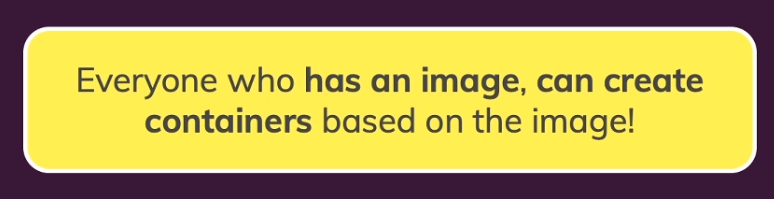 Everyone who has an image, can create
containers based on the image!